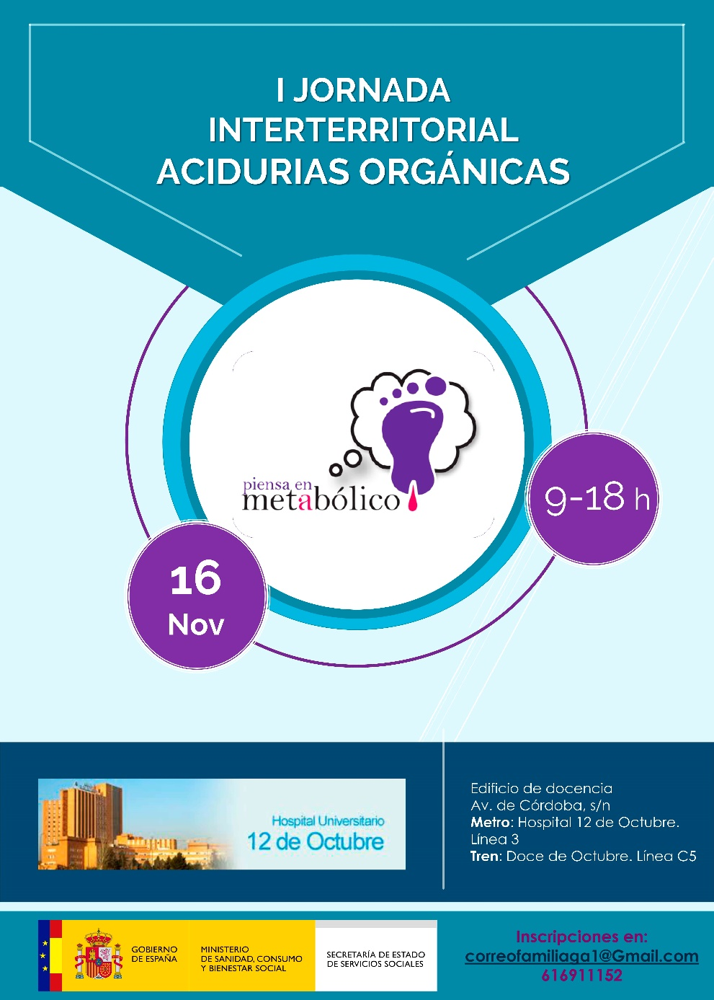 I JORNADA
INTERTERRITORIAL
ACIDURIAS ORGÁNICAS
piensa en
metabólico
9-18 h
16
Nov
Hospital Universitario
12 de Octubre
Edificio de docencia
Av. de Córdoba, s/n
Metro: Hospital 12 de Octubre.
Línea 3
Tren: Doce de Octubre. Línea C5
GOBIERNO
DE ESPAÑA
MINISTERIO
DE SANIDAD, CONSUMO
Y BIENESTAR SOCIAL
SECRETARÍA DE ESTADO
DE SERVICIOS SOCIALES
Inscripciones en:
correofamiliaga1@Gmail.com
616911152